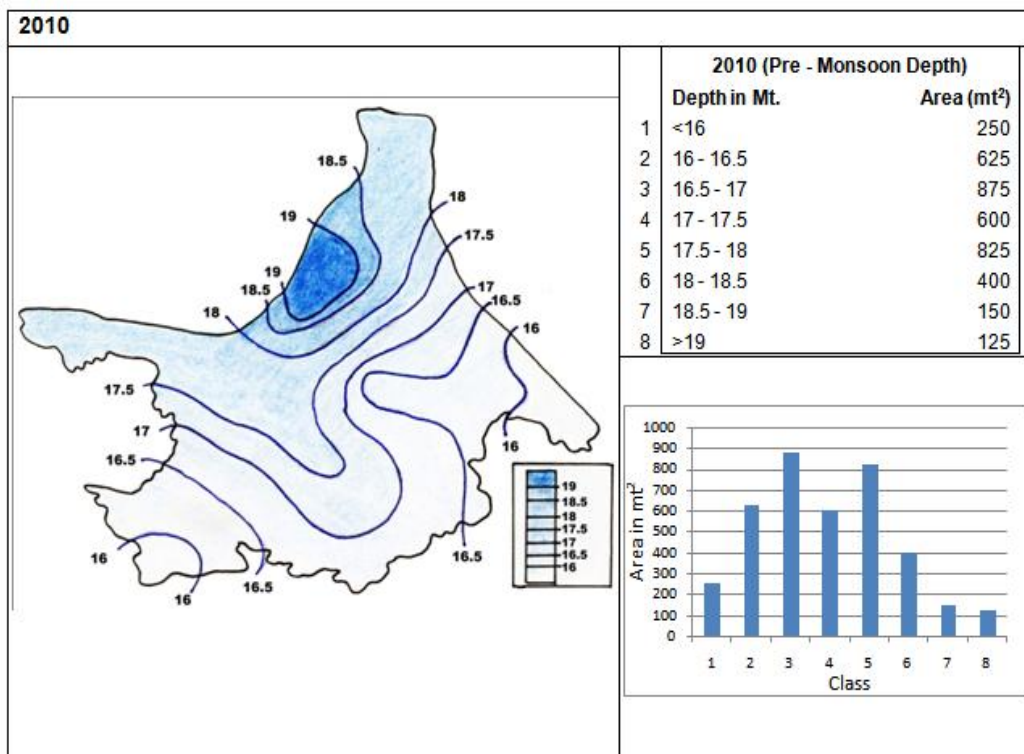 2010
18.5
19
18
17.5
19
18.5
18
17
16.5
16
17.5
17
16.5
16
16
16.5
16.5
16
19
18.5
18
17.5
17
16.5
16
2010 (Pre - Monsoon Depth)
Depth in Mt. Area (mt²)
1 <16 250
2 16 - 16.5 625
3 16.5 - 17 875
4 17 - 17.5 600
5 17.5 - 18 825
6 18 - 18.5 400
7 18.5 - 19 150
8 >19 125
Area in mt²
1000
900
800
700
600
500
400
300
200
100
0
1 2 3 4 5 6 7 8
Class